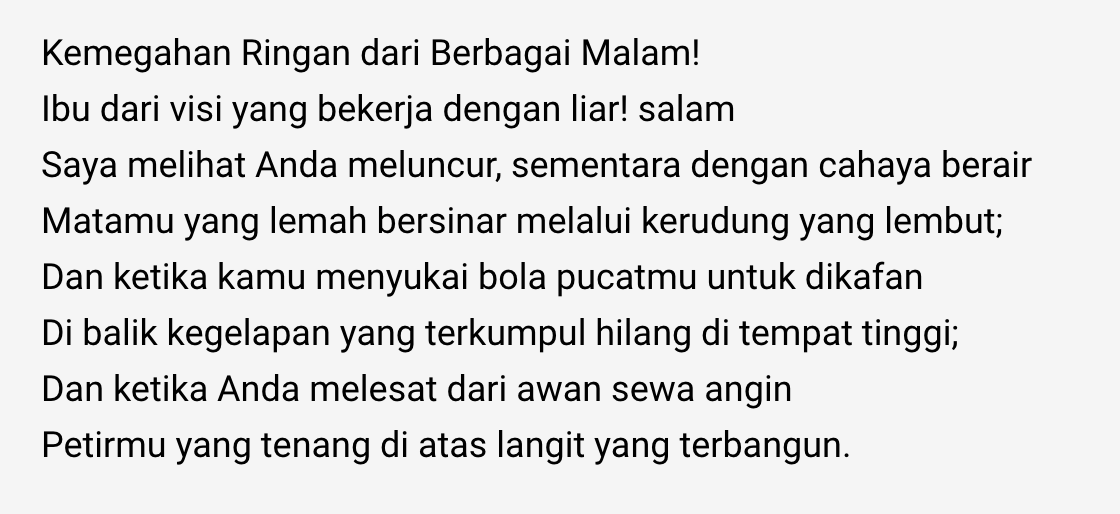 Kemegahan Ringan dari Berbagai Malam!
Ibu dari visi yang bekerja dengan liar! salam
Saya melihat Anda meluncur, sementara dengan cahaya berair
Matamu yang lemah bersinar melalui kerudung yang lembut;
Dan ketika kamu menyukai bola pucatmu untuk dikafan
Di balik kegelapan yang terkumpul hilang di tempat tinggi;
Dan ketika Anda melesat dari awan sewa angin
Petirmu yang tenang di atas langit yang terbangun.